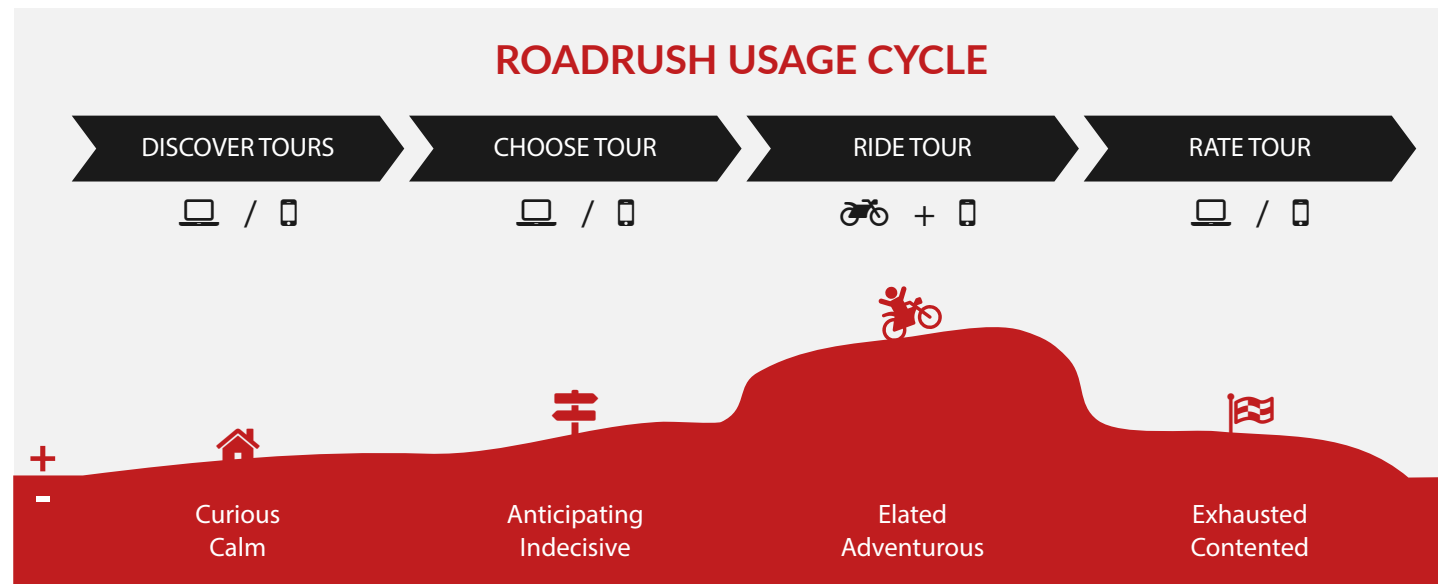 ROADRUSH USAGE CYCLE
DISCOVER TOURS
CHOOSE TOUR
RIDE TOUR
RATE TOUR
/
/
+
/
+
-
Curious
Calm
Anticipating
Indecisive
Elated
Adventurous
Exhausted
Contented